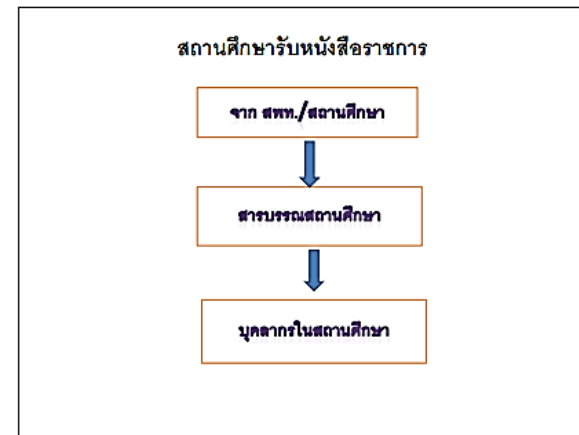 สถานศึกษารับหนังสือราชการ
จาก สพท./สถานศึกษา
สารบรรณสถานศึกษา
บุคลากรในสถานศึกษา